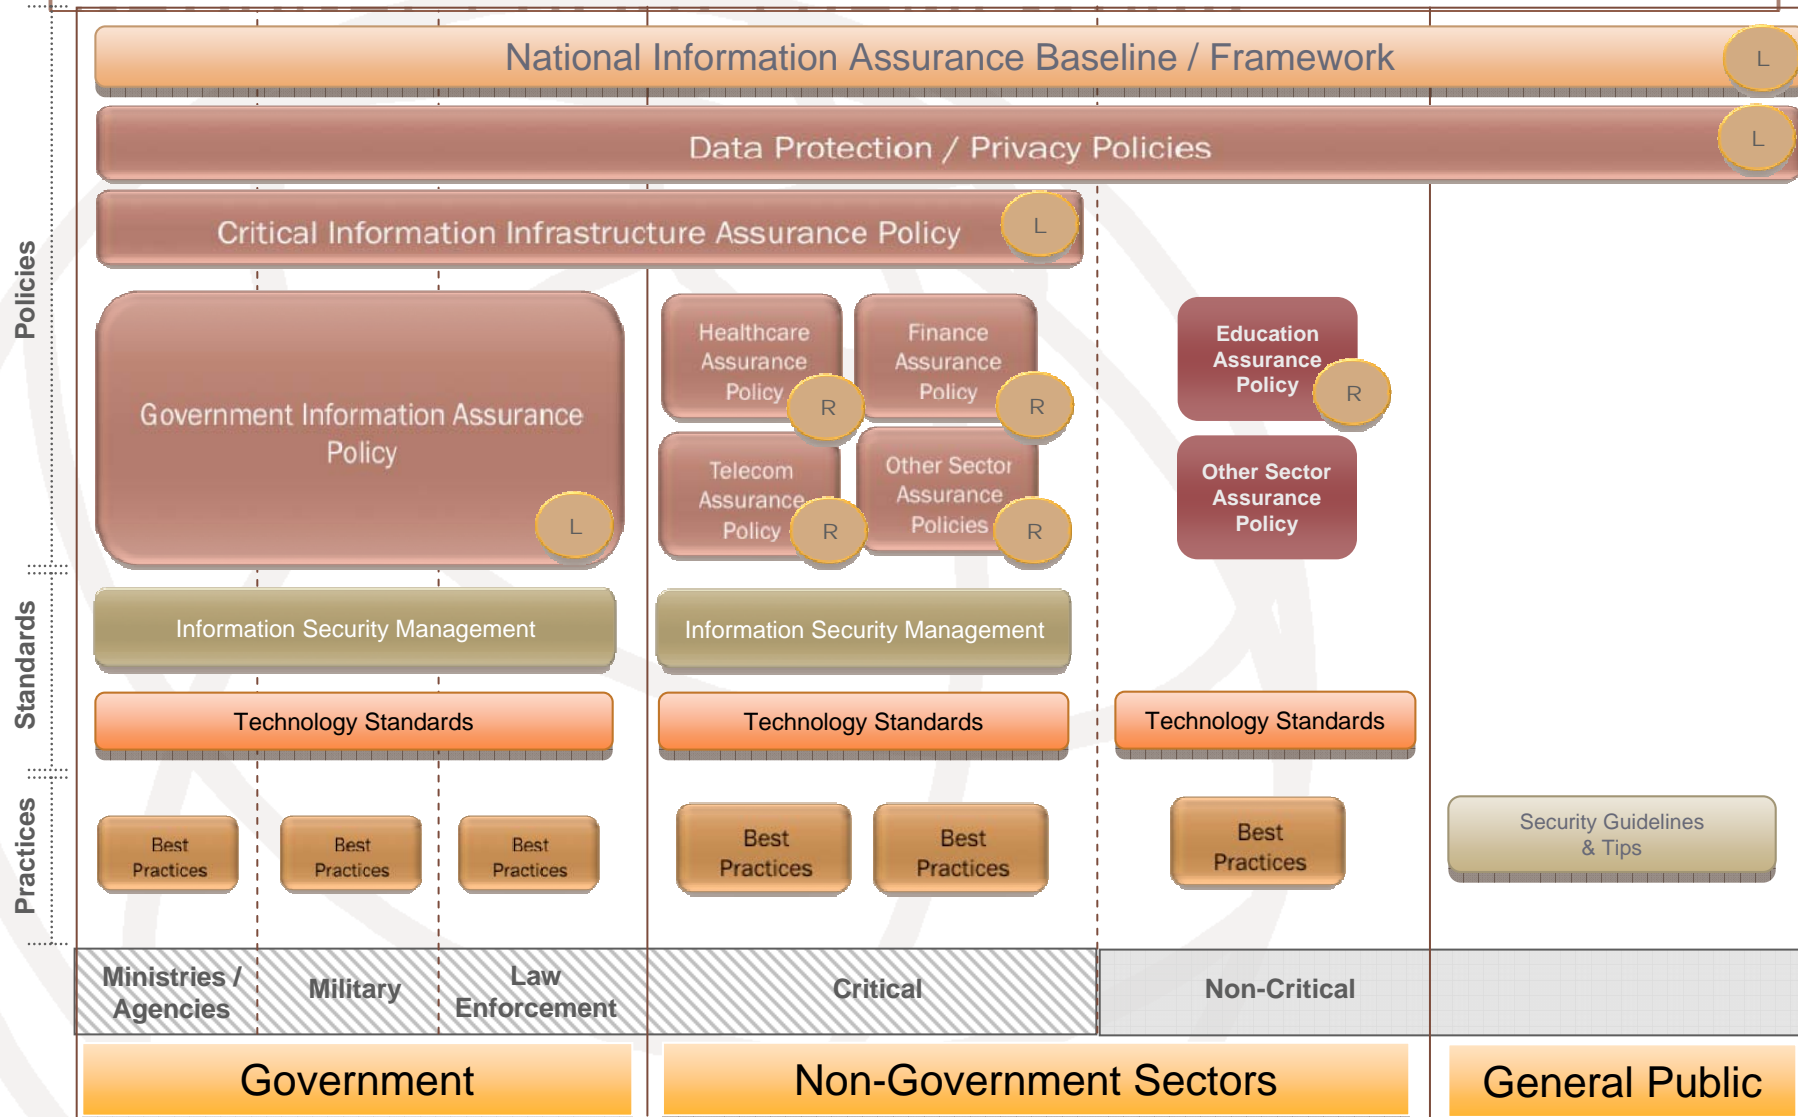 National Information Assurance Baseline / Framework
L
Data Protection / Privacy Policies
L
Critical Information Infrastructure Assurance Policy
L
Policies
Government Information Assurance
Policy
L
Healthcare
Assurance
Policy
R
Finance
Assurance
Policy
R
Telecom
Assurance
Policy
R
Other Sector
Assurance
Policies
R
Education
Assurance
Policy
R
Other Sector
Assurance
Policy
Standards
Information Security Management
Information Security Management
Technology Standards
Technology Standards
Technology Standards
Practices
Best
Practices
Best
Practices
Best
Practices
Best
Practices
Best
Practices
Best
Practices
Security Guidelines
& Tips
Ministries /
Agencies
Military
Law
Enforcement
Critical
Non-Critical
Government
Non-Government Sectors
General Public